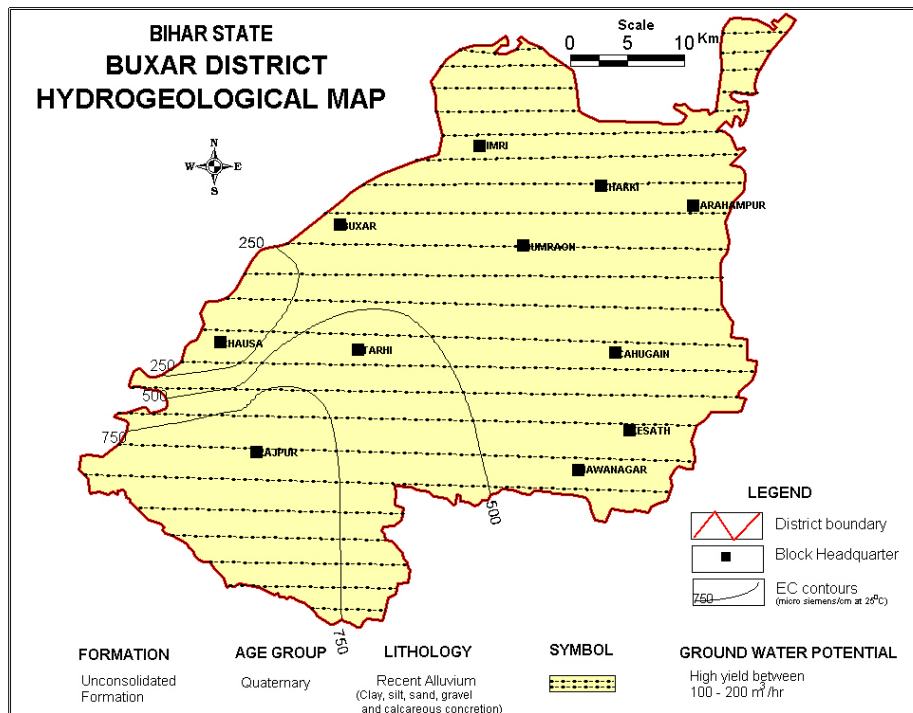 BIHAR STATE
BUXAR DISTRICT
HYDROGEOLOGICAL MAP
Scale
0 5 10 Km
N
W E
S
IMRI
HARKI
ARAHAMPUR
BUXAR
UMRAON
250
HAUSA
TARHI
CAHUGAIN
250
500
750
ESATH
AJPUR
AWANAGAR
500
750
LEGEND
District boundary
Block Headquarter
750
EC contours
(micro siemens/cm at 25°C)
FORMATION
Unconsolidated
Formation
AGE GROUP
Quaternary
LITHOLOGY
Recent Alluvium
(Clay, silt, sand, gravel
and calcareous concretion)
SYMBOL
GROUND WATER POTENTIAL
High yield between
100 - 200 m³/hr